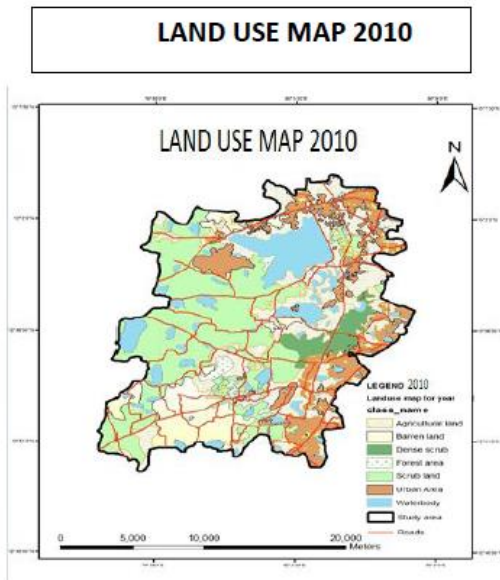 LAND USE MAP 2010
LAND USE MAP 2010
N
LEGEND 2010
Landuse map for year
class_name
Agricultural land
Barren land
Dense scrub
Forest area
Scrub land
Urban Area
Waterbody
Study area
Roads
0 5,000 10,000 20,000
Meters